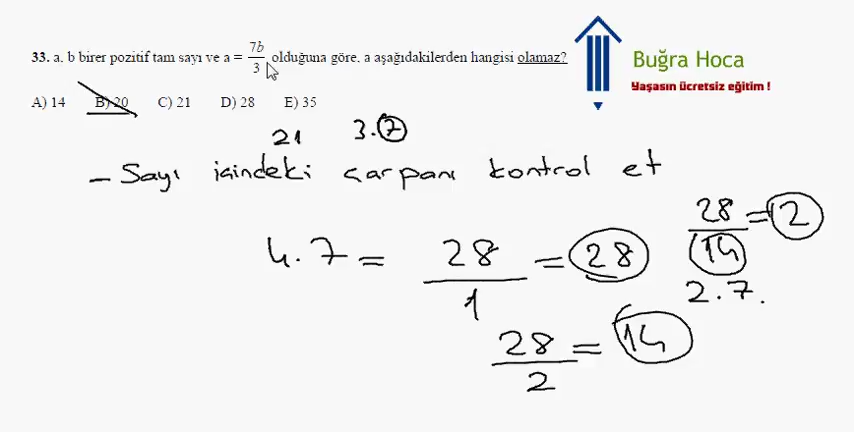 33. a, b birer pozitif tam sayı ve a = 7b/3 olduğuna göre, a aşağıdakilerden hangisi olamaz?
A) 14 B) 20 C) 21 D) 28 E) 35
Buğra Hoca
Yaşasın ücretsiz eğitim !
21 3.7
- Sayı içindeki çarpanı kontrol et
28/14 = 2
2.7.
4.7 = 28/1 = 28
28/2 = 14